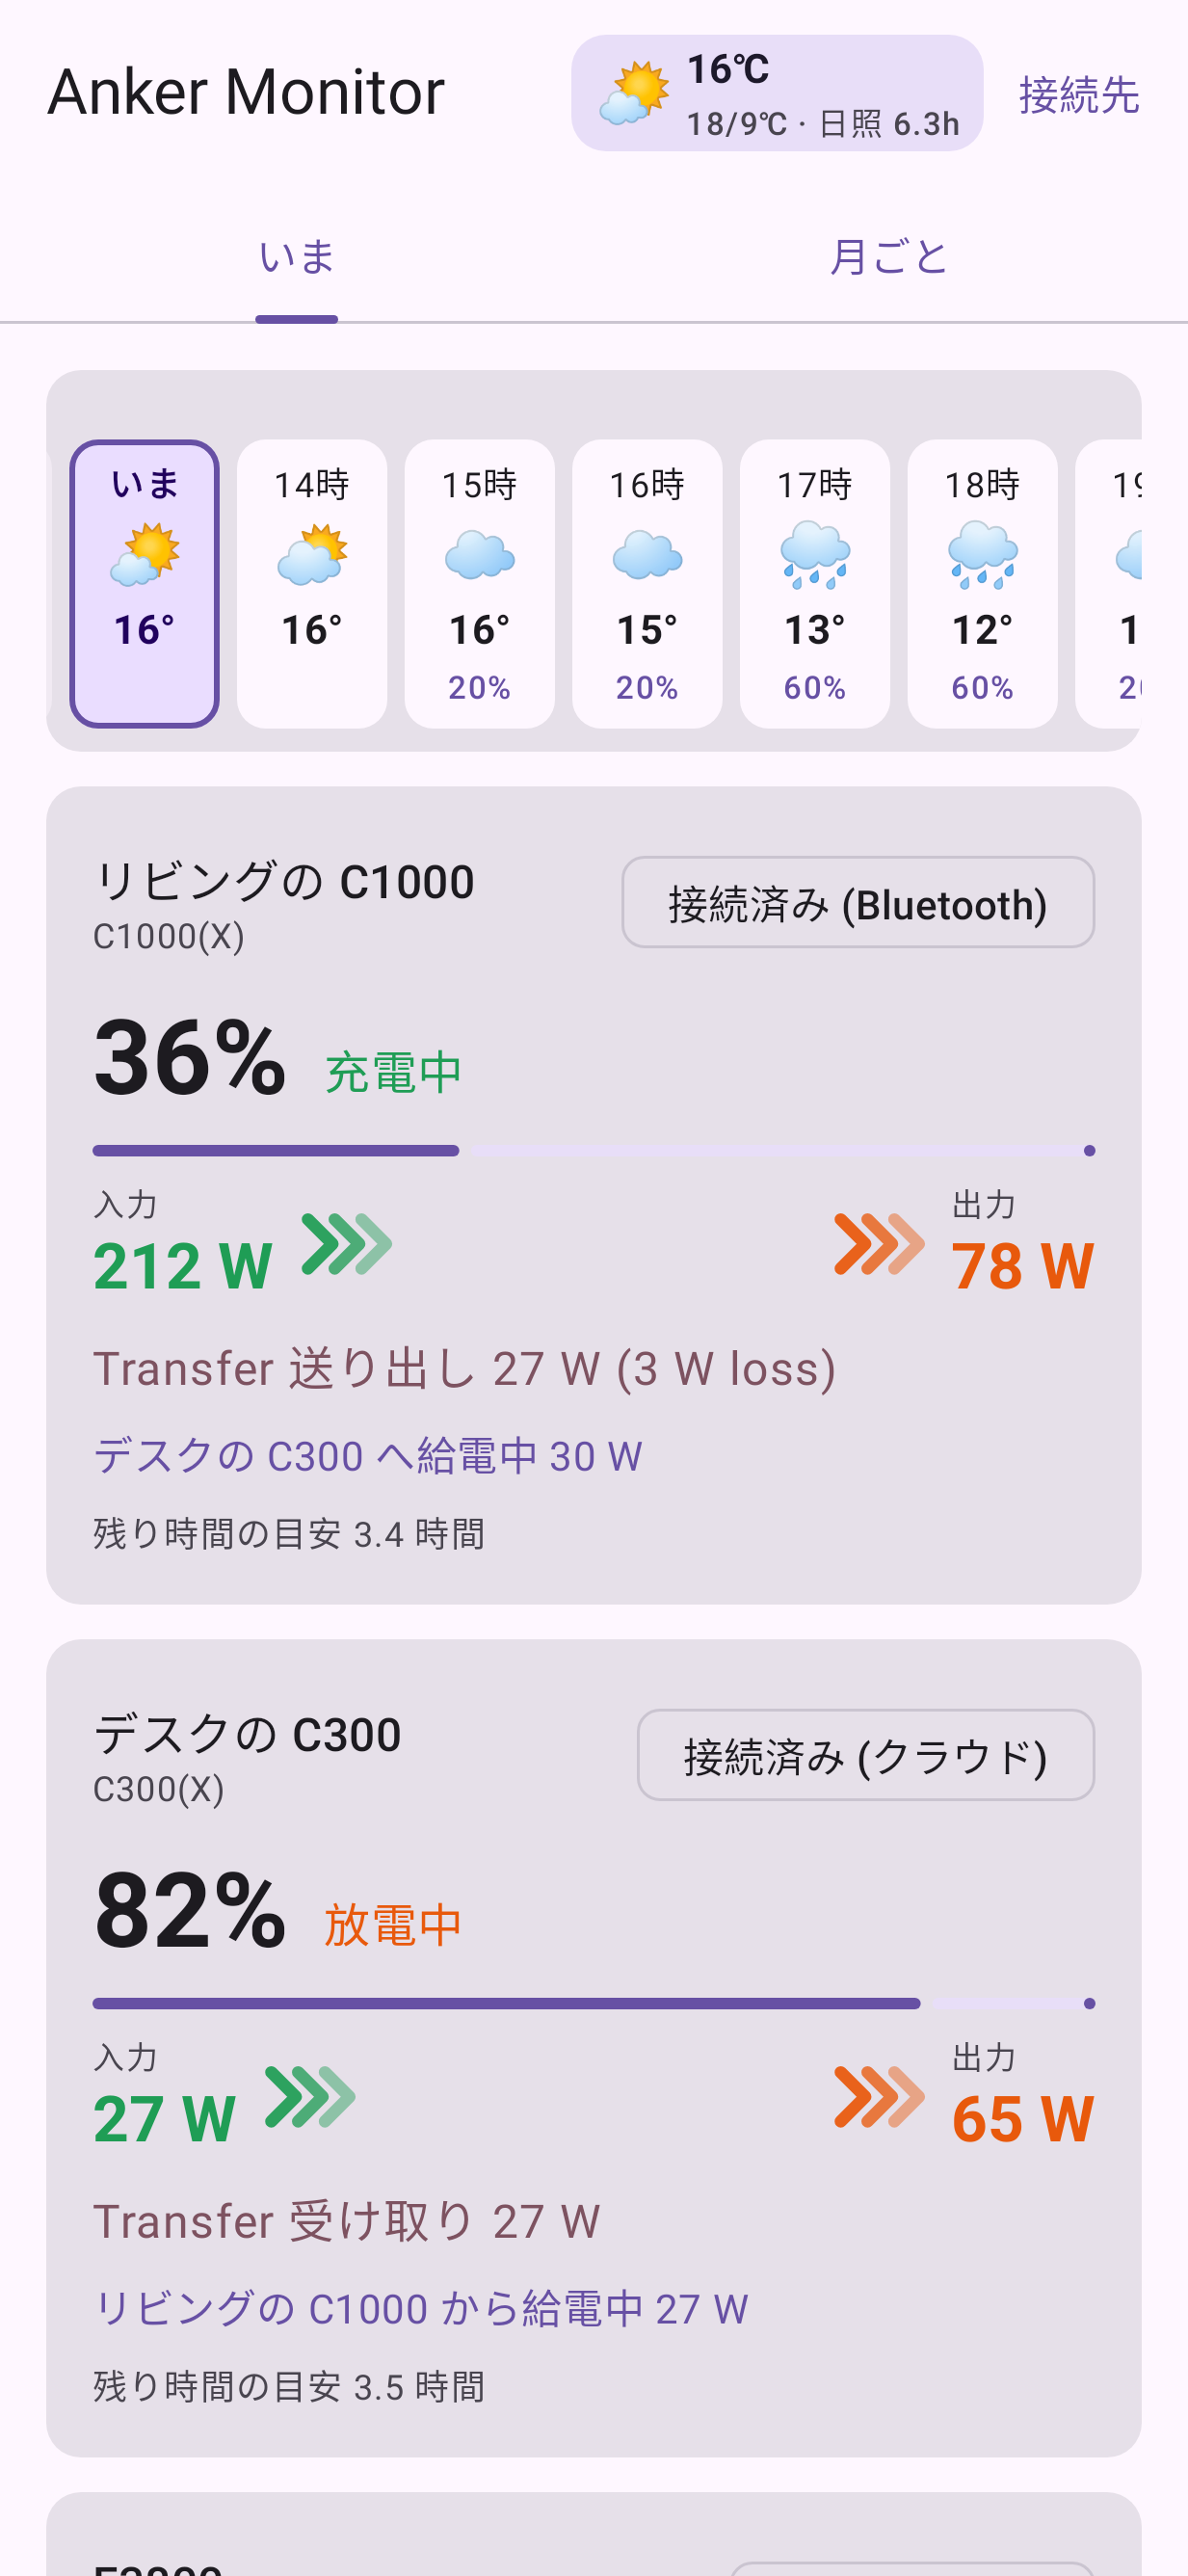 Anker Monitor
16℃
18/9℃ · 日照 6.3h
接続先
いま
月ごと
いま
14時
15時
16時
17時
18時
16°
16°
16°
15°
13°
12°
20%
20%
60%
60%
リビングの C1000
C1000(X)
接続済み (Bluetooth)
36% 充電中
入力
212 W
出力
78 W
Transfer 送り出し 27 W (3 W loss)
デスクの C300 へ給電中 30 W
残り時間の目安 3.4 時間
デスクの C300
C300(X)
接続済み (クラウド)
82% 放電中
入力
27 W
出力
65 W
Transfer 受け取り 27 W
リビングの C1000 から給電中 27 W
残り時間の目安 3.5 時間